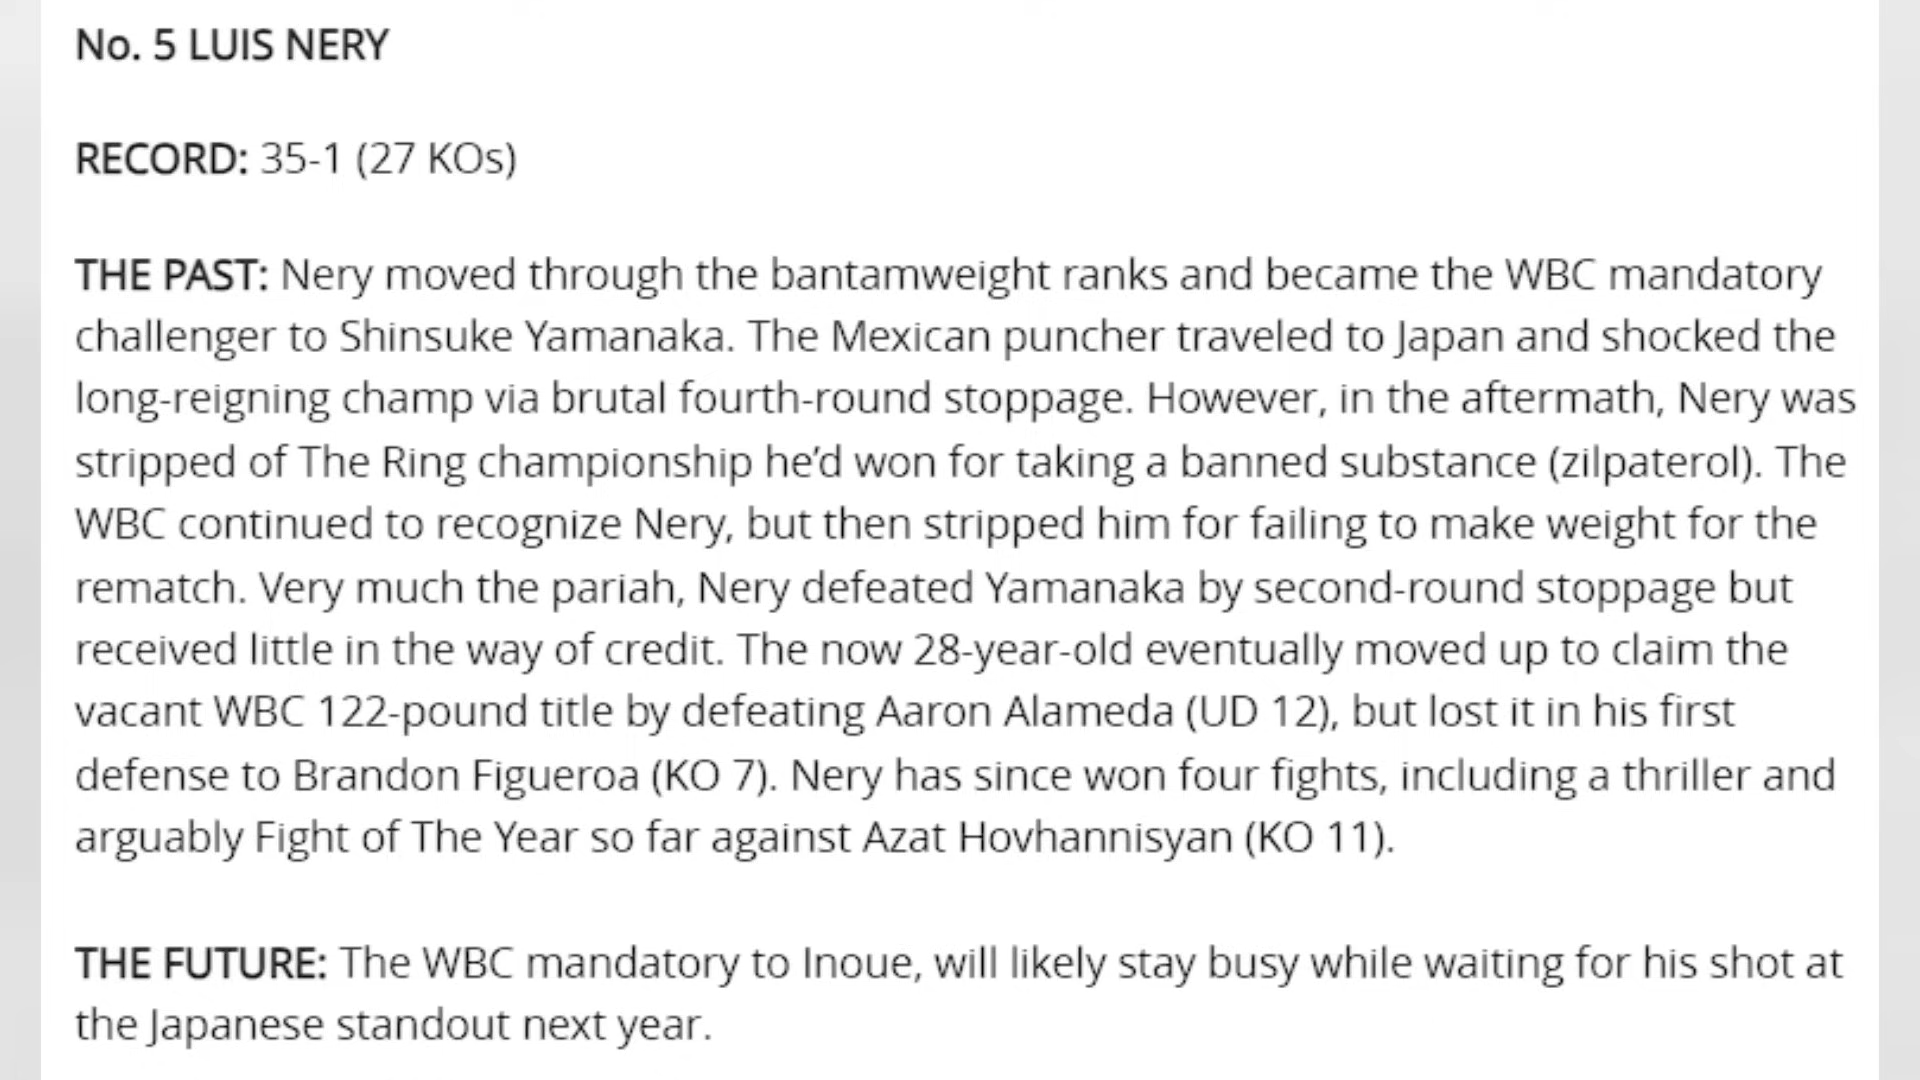 No. 5 LUIS NERY
RECORD: 35-1 (27 KOs)
THE PAST: Nery moved through the bantamweight ranks and became the WBC mandatory
challenger to Shinsuke Yamanaka. The Mexican puncher traveled to Japan and shocked the
long-reigning champ via brutal fourth-round stoppage. However, in the aftermath, Nery was
stripped of The Ring championship he’d won for taking a banned substance (zilpaterol). The
WBC continued to recognize Nery, but then stripped him for failing to make weight for the
rematch. Very much the pariah, Nery defeated Yamanaka by second-round stoppage but
received little in the way of credit. The now 28-year-old eventually moved up to claim the
vacant WBC 122-pound title by defeating Aaron Alameda (UD 12), but lost it in his first
defense to Brandon Figueroa (KO 7). Nery has since won four fights, including a thriller and
arguably Fight of The Year so far against Azat Hovhannisyan (KO 11).
THE FUTURE: The WBC mandatory to Inoue, will likely stay busy while waiting for his shot at
the Japanese standout next year.